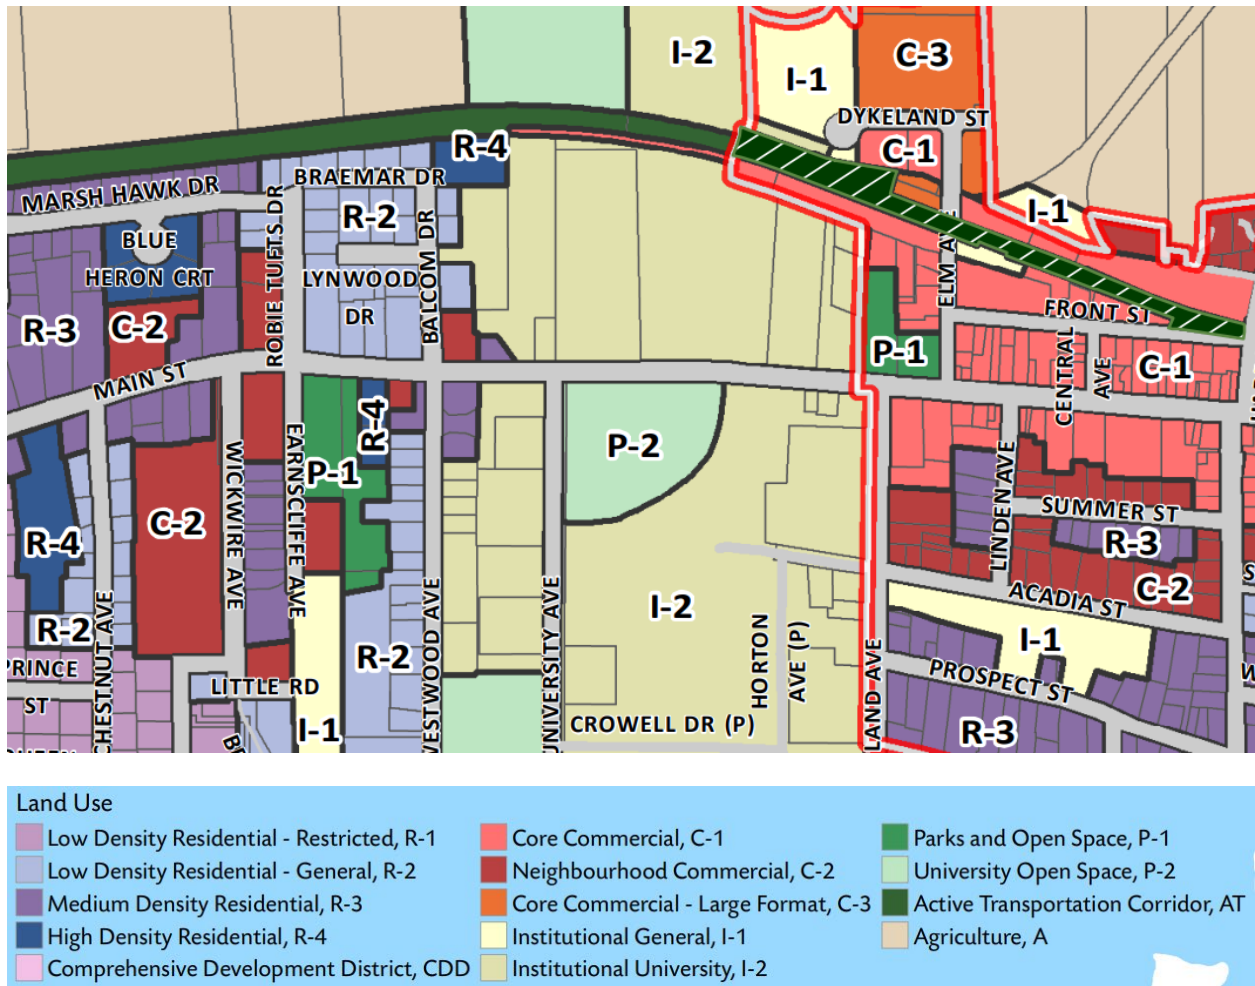 I-2
I-1
C-3
DYKELAND ST
C-1
R-4
BRAEMAR DR
MARSH HAWK DR
R-2
I-1
BLUE
HERON CRT
ROBIE TUFTS DR
LYNWOOD
DR
BALCOM DR
ELM AVE
FRONT ST
R-3
C-2
P-1
CENTRAL
AVE
C-1
MAIN ST
R-4
P-2
EARNSCLIFFE AVE
WICKWIRE AVE
P-1
LINDEN AVE
SUMMER ST
C-2
R-3
R-4
C-2
ACADIA ST
CHESTNUT AVE
WESTWOOD AVE
UNIVERSITY AVE
I-2
HORTON
AVE (P)
R-2
R-2
I-1
PRINCE
ST
LITTLE RD
LAND AVE
PROSPECT ST
I-1
CROWELL DR (P)
R-3
Land Use
Low Density Residential - Restricted, R-1
Low Density Residential - General, R-2
Medium Density Residential, R-3
High Density Residential, R-4
Comprehensive Development District, CDD
Core Commercial, C-1
Neighbourhood Commercial, C-2
Core Commercial - Large Format, C-3
Institutional General, I-1
Institutional University, I-2
Parks and Open Space, P-1
University Open Space, P-2
Active Transportation Corridor, AT
Agriculture, A